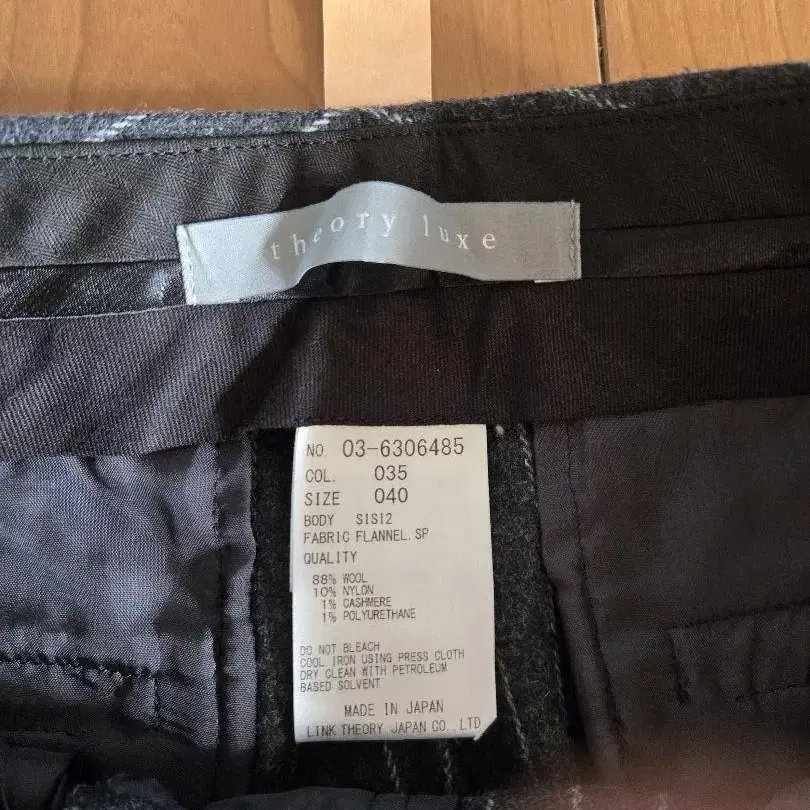 theory luxe
NO. 03-6306485
COL. 035
SIZE 040
BODY SISI2
FABRIC FLANNEL.SP
QUALITY
88% WOOL
10% NYLON
1% CASHMERE
1% POLYURETHANE
DO NOT BLEACH
COOL IRON USING PRESS CLOTH
DRY CLEAN WITH PETROLEUM
BASED SOLVENT
MADE IN JAPAN
LINK THEORY JAPAN CO., LTD